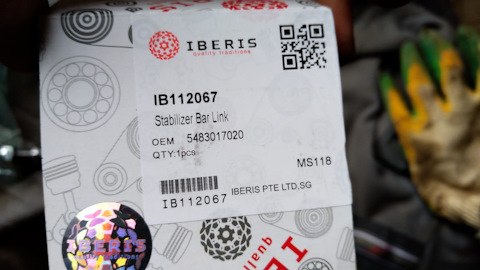 IBERIS
quality traditions
IB112067
Stabilizer Bar Link
OEM 5483017020
QTY:1pcs
MS118
IB112067 IBERIS PTE LTD,SG
IBERIS